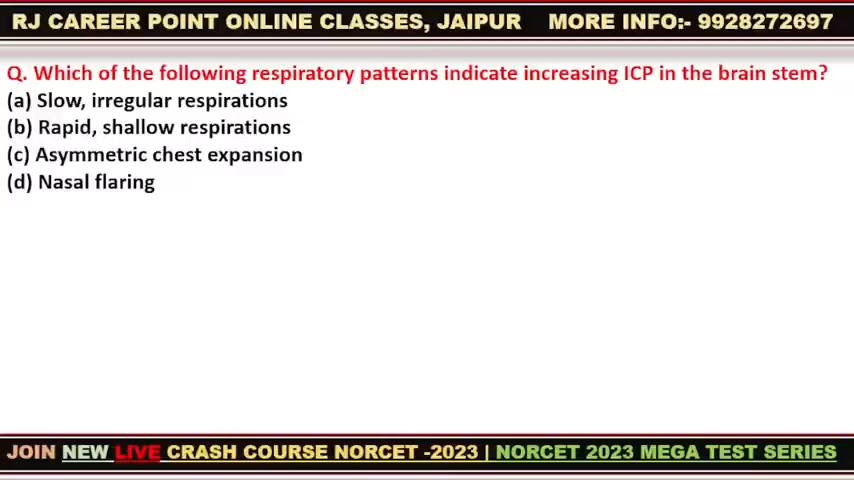 RJ CAREER POINT ONLINE CLASSES, JAIPUR MORE INFO:- 9928272697
Q. Which of the following respiratory patterns indicate increasing ICP in the brain stem?
(a) Slow, irregular respirations
(b) Rapid, shallow respirations
(c) Asymmetric chest expansion
(d) Nasal flaring
JOIN NEW LIVE CRASH COURSE NORCET -2023 | NORCET 2023 MEGA TEST SERIES